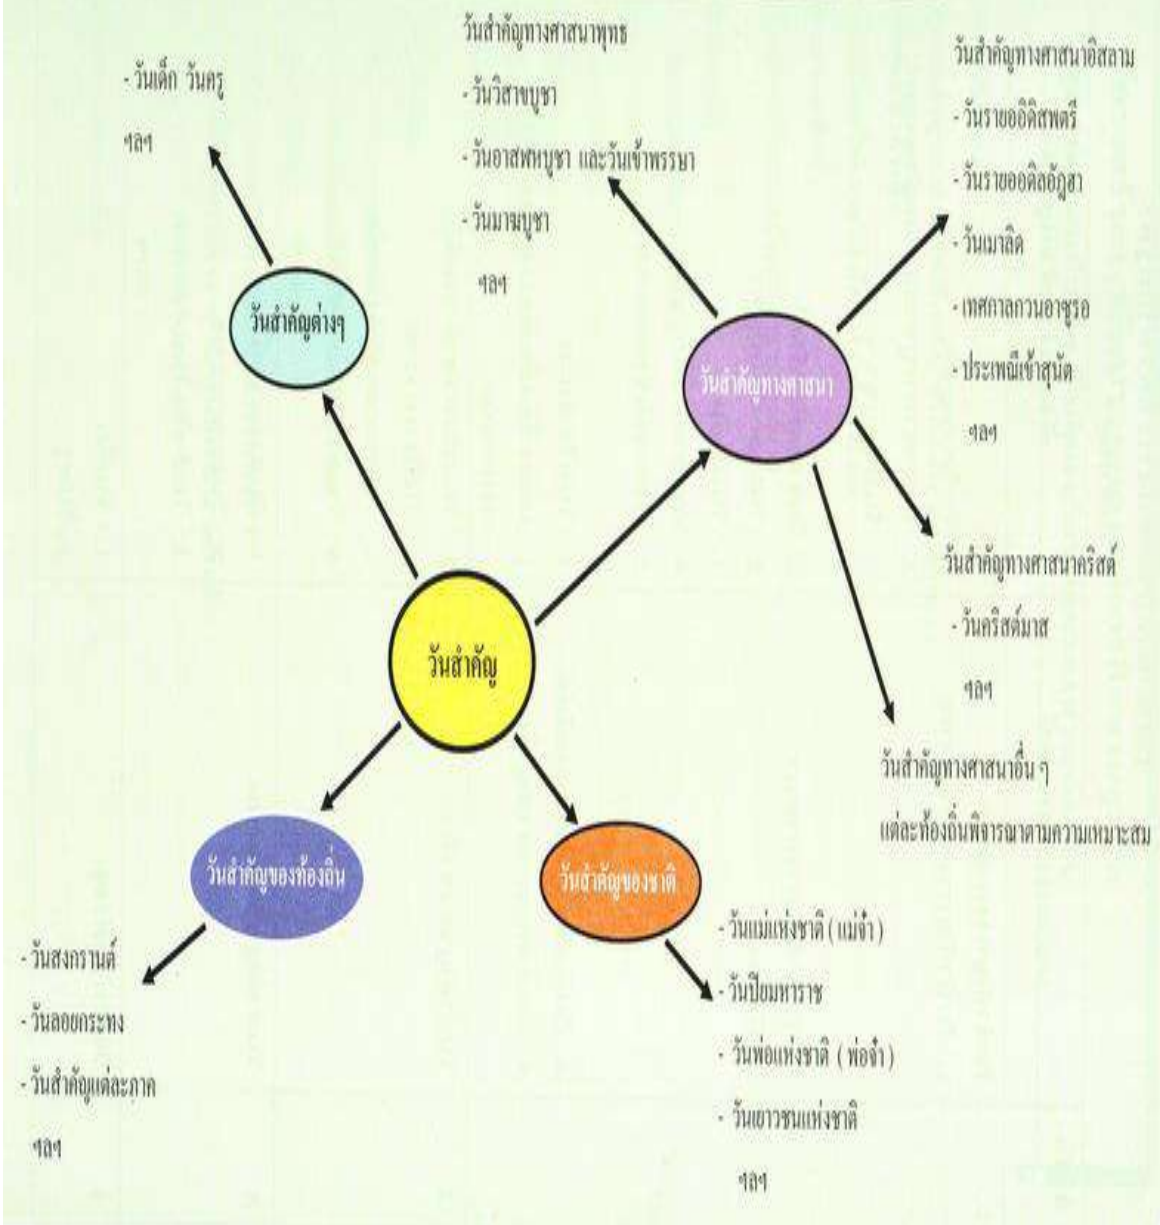 - วันเด็ก วันครู
ฯลฯ
วันสำคัญทางศาสนาพุทธ
- วันวิสาขบูชา
- วันอาสฬหบูชา และวันเข้าพรรษา
- วันมาฆบูชา
ฯลฯ
วันสำคัญทางศาสนาอิสลาม
- วันรายออีดิสฟตรี
- วันรายออดิลอัฎฮา
- วันเมาลิด
- เทศกาลกวนอาซูรอ
- ประเพณีเข้าสุนัต
ฯลฯ
วันสำคัญต่างๆ
วันสำคัญทางศาสนา
วันสำคัญทางศาสนาคริสต์
- วันคริสต์มาส
ฯลฯ
วันสำคัญ
วันสำคัญทางศาสนาอื่น ๆ
แต่ละท้องถิ่นพิจารณาตามความเหมาะสม
วันสำคัญของท้องถิ่น
วันสำคัญของชาติ
- วันสงกรานต์
- วันลอยกระทง
- วันสำคัญแต่ละภาค
ฯลฯ
- วันแม่แห่งชาติ ( แม่จ๋า )
- วันปิยมหาราช
- วันพ่อแห่งชาติ ( พ่อจ๋า )
- วันเยาวชนแห่งชาติ
ฯลฯ